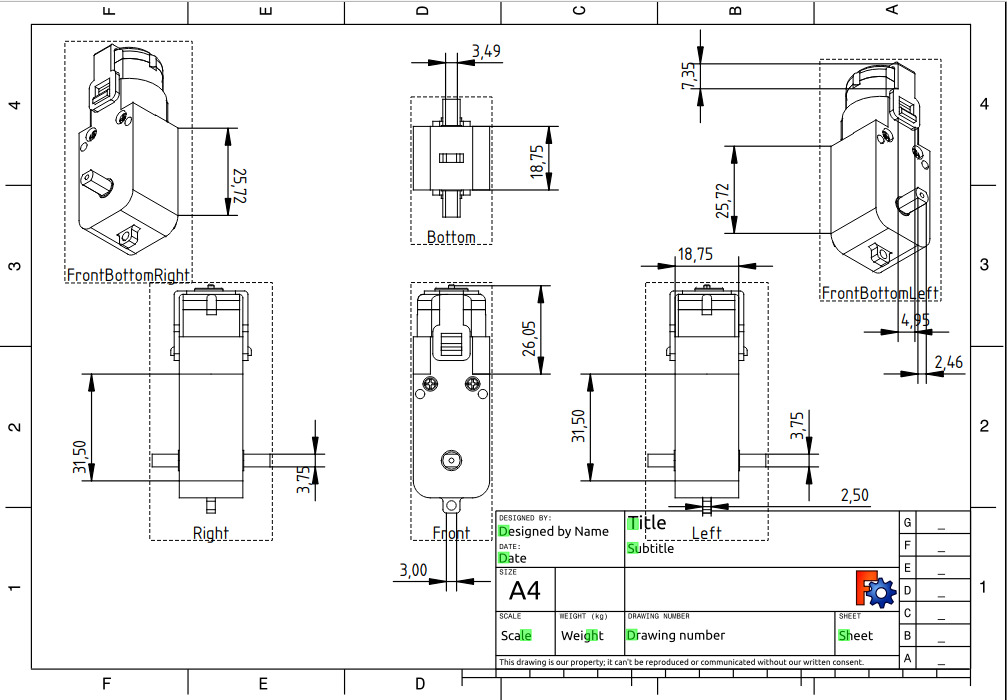 F E D C B A
4 4
3,49
7,35
18,75
25,72
25,72
Bottom
3 3
18,75
FrontBottomRight
FrontBottomLeft
4,95
26,05
2,46
31,50
31,50
3,75
3,75
2 2
2,50
Right
Front
Left
3,00
1 1
DESIGNED BY:
Designed by Name
DATE:
Date
SIZE
A4
Title
Subtitle
SCALE
Scale
WEIGHT (kg)
Weight
DRAWING NUMBER
Drawing number
SHEET
Sheet
This drawing is our property; it can't be reproduced or communicated without our written consent.
G _
F _
E _
D _
C _
B _
A _
F E D